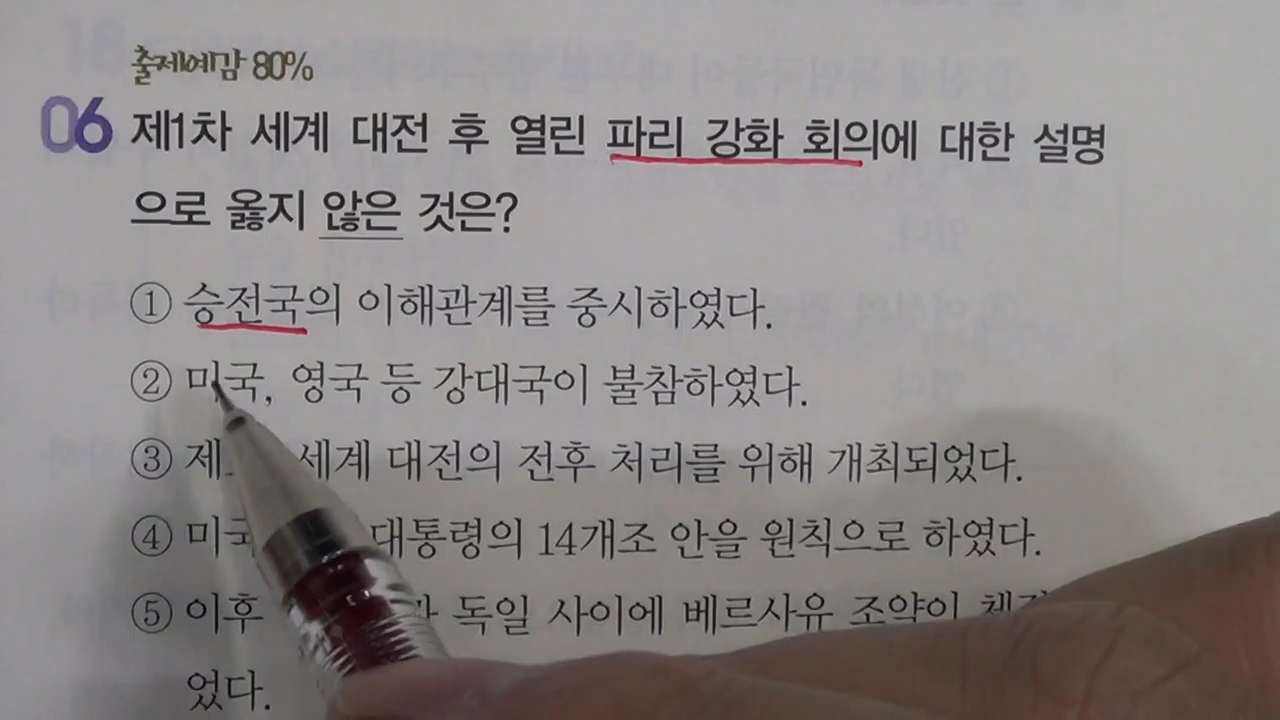 출제예감 80%
06 제1차 세계 대전 후 열린 파리 강화 회의에 대한 설명
으로 옳지 않은 것은?
① 승전국의 이해관계를 중시하였다.
② 미국, 영국 등 강대국이 불참하였다.
③ 세계 대전의 전후 처리를 위해 개최되었다.
④ 대통령의 14개조 안을 원칙으로 하였다.
⑤ 이후 독일 사이에 베르사유 조약이
었다.